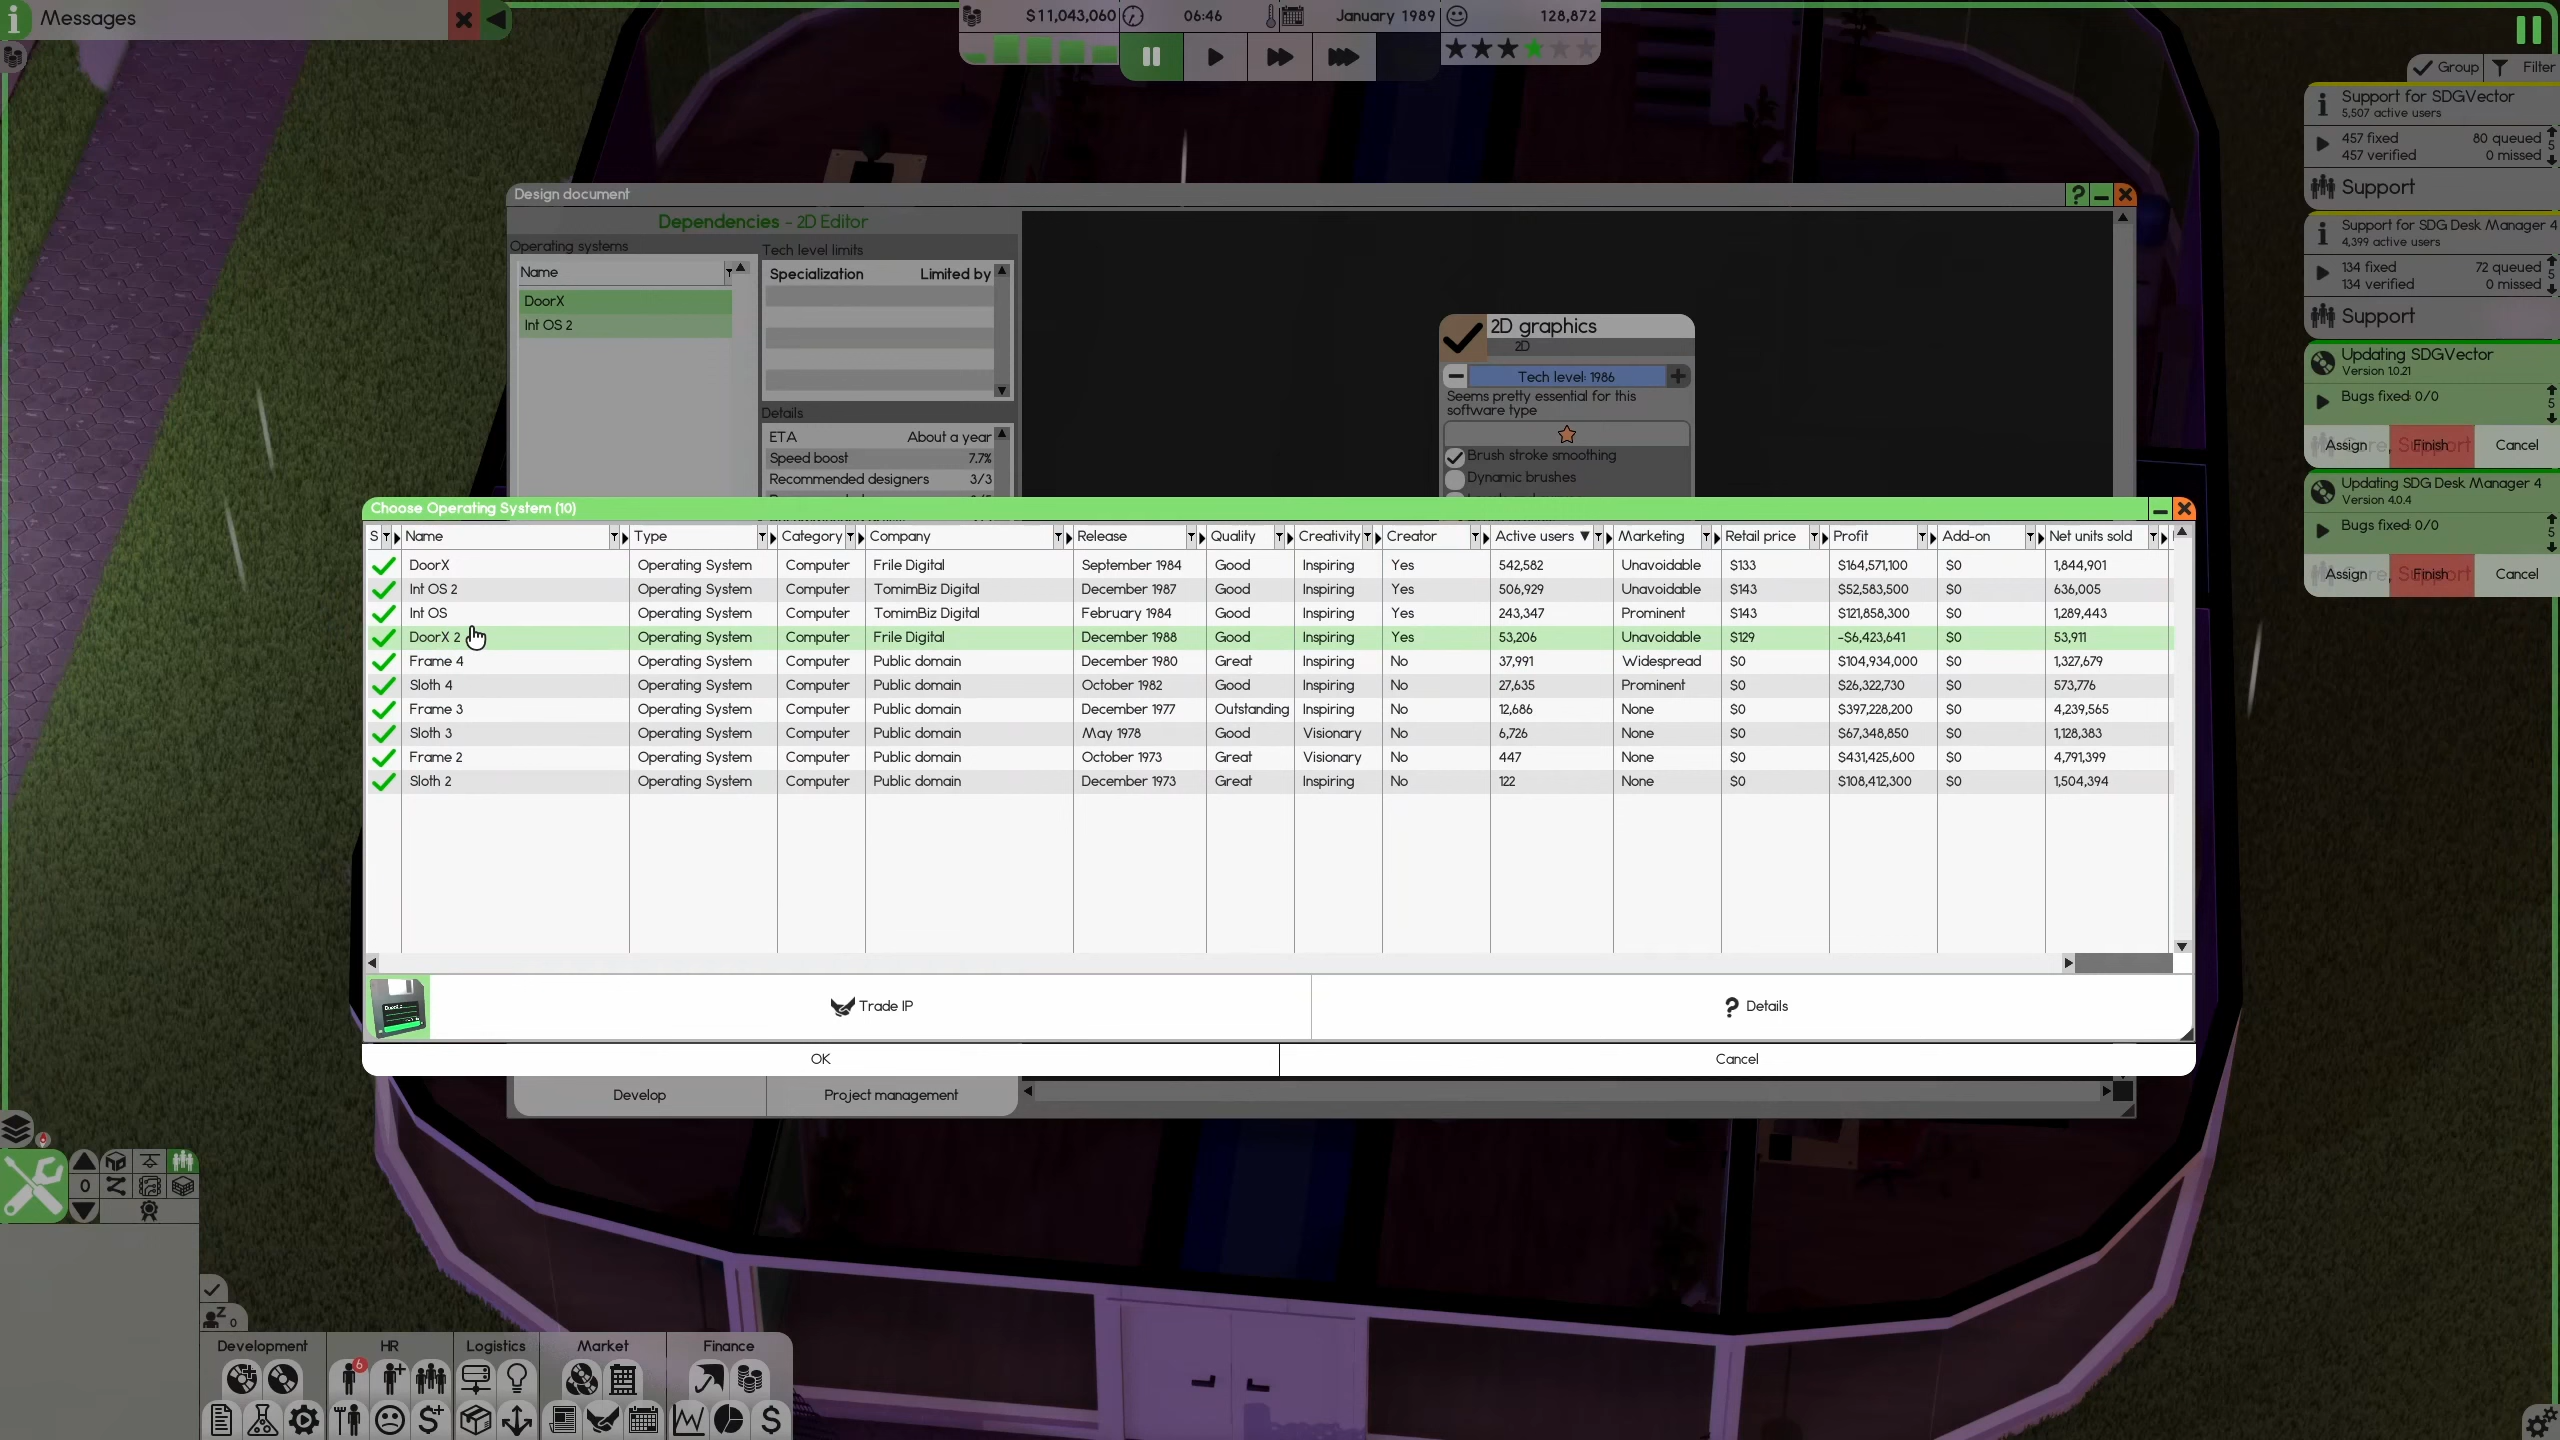 Messages
$11,043,060 06:46 January 1989 128,872
Group Filter
Support for SDGVector
5,507 active users
457 fixed 80 queued
457 verified 0 missed
5
Support
Support for SDG Desk Manager 4
4,399 active users
134 fixed 72 queued
134 verified 0 missed
5
Support
Updating SDGVector
Version 1.0.21
Bugs fixed: 0/0
5
Assign Finish Cancel
Updating SDG Desk Manager 4
Version 4.0.4
Bugs fixed: 0/0
5
Assign Finish Cancel
Design document
Dependencies - 2D Editor
Operating systems
Name
DoorX
Int OS 2
Tech level limits
Specialization Limited by
Details
ETA About a year
Speed boost 7.7%
Recommended designers 3/3
2D graphics
2D
Tech level: 1986
Seems pretty essential for this
software type
Brush stroke smoothing
Dynamic brushes
Choose Operating System (10)
S Name Type Category Company Release Quality Creativity Creator Active users Marketing Retail price Profit Add-on Net units sold
DoorX Operating System Computer Frile Digital September 1984 Good Inspiring Yes 542,582 Unavoidable $133 $164,571,100 $0 1,844,901
Int OS 2 Operating System Computer TomimBiz Digital December 1987 Good Inspiring Yes 506,929 Unavoidable $143 $52,583,500 $0 636,005
Int OS Operating System Computer TomimBiz Digital February 1984 Good Inspiring Yes 243,347 Prominent $143 $121,858,300 $0 1,289,443
DoorX 2 Operating System Computer Frile Digital December 1988 Good Inspiring Yes 53,206 Unavoidable $129 -$6,423,641 $0 53,911
Frame 4 Operating System Computer Public domain December 1980 Great Inspiring No 37,991 Widespread $0 $104,934,000 $0 1,327,679
Sloth 4 Operating System Computer Public domain October 1982 Good Inspiring No 27,635 Prominent $0 $26,322,730 $0 573,776
Frame 3 Operating System Computer Public domain December 1977 Outstanding Inspiring No 12,686 None $0 $397,228,200 $0 4,239,565
Sloth 3 Operating System Computer Public domain May 1978 Good Visionary No 6,726 None $0 $67,348,850 $0 1,128,383
Frame 2 Operating System Computer Public domain October 1973 Great Visionary No 447 None $0 $431,425,600 $0 4,791,399
Sloth 2 Operating System Computer Public domain December 1973 Great Inspiring No 122 None $0 $108,412,300 $0 1,504,394
Trade IP Details
OK Cancel
Develop Project management
0
0
Development HR Logistics Market Finance
6